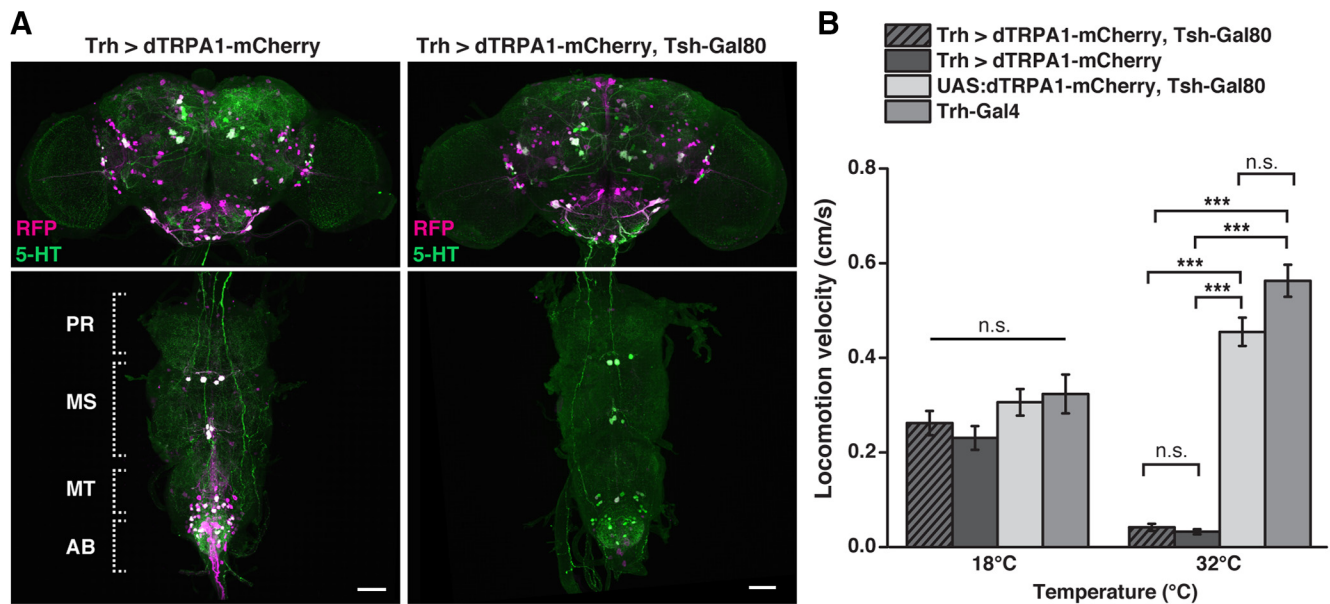 A
Trh > dTRPA1-mCherry
Trh > dTRPA1-mCherry, Tsh-Gal80
RFP
5-HT
RFP
5-HT
PR
MS
MT
AB
B
Trh > dTRPA1-mCherry, Tsh-Gal80
Trh > dTRPA1-mCherry
UAS:dTRPA1-mCherry, Tsh-Gal80
Trh-Gal4
Locomotion velocity (cm/s)
0.8
0.6
0.4
0.2
0.0
n.s.
n.s.
n.s.
***
***
***
***
18°C
32°C
Temperature (°C)